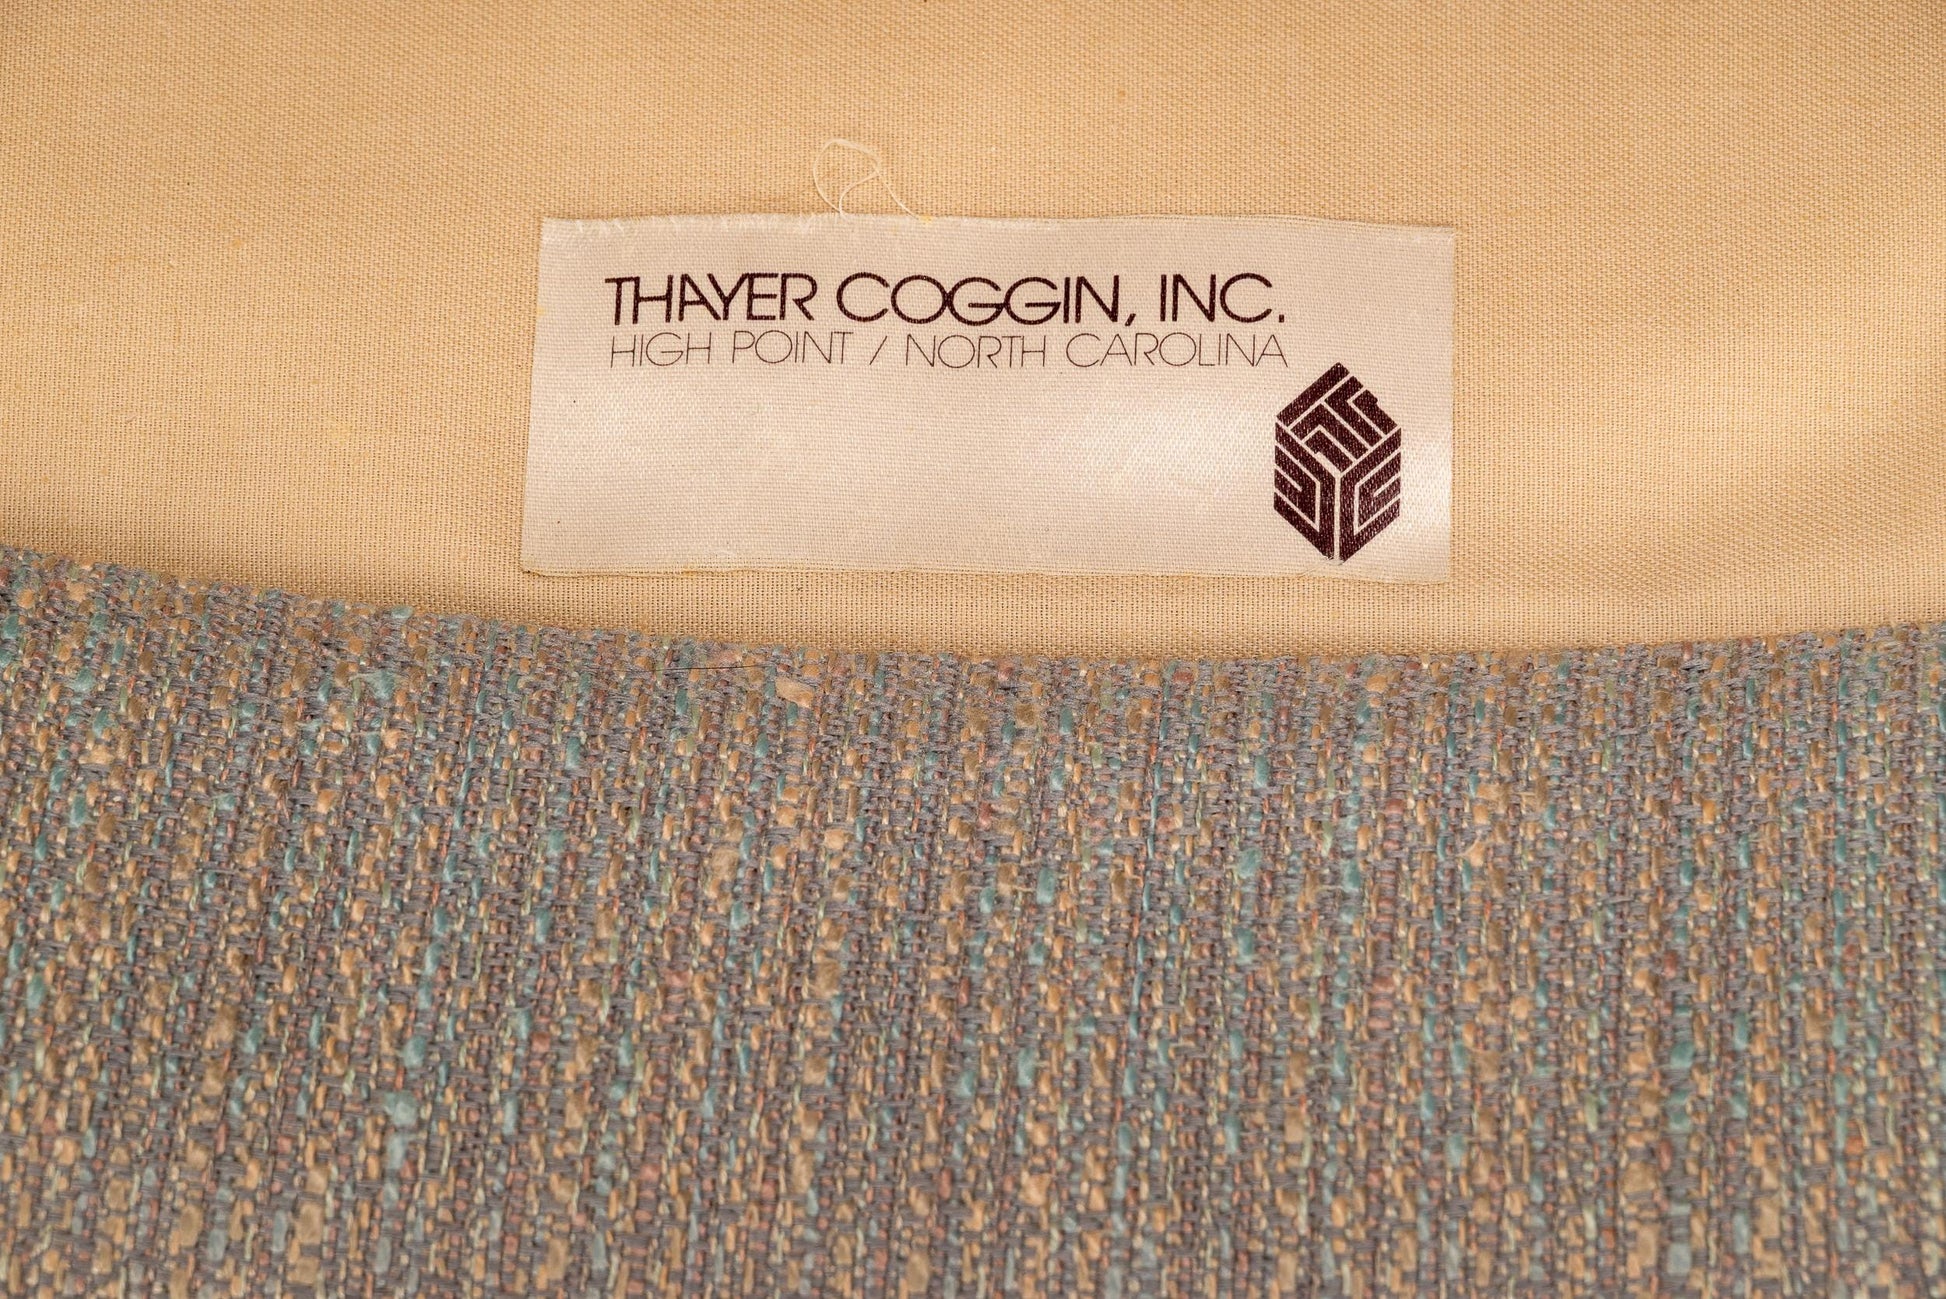 THAYER COGGIN, INC.
HIGH POINT / NORTH CAROLINA